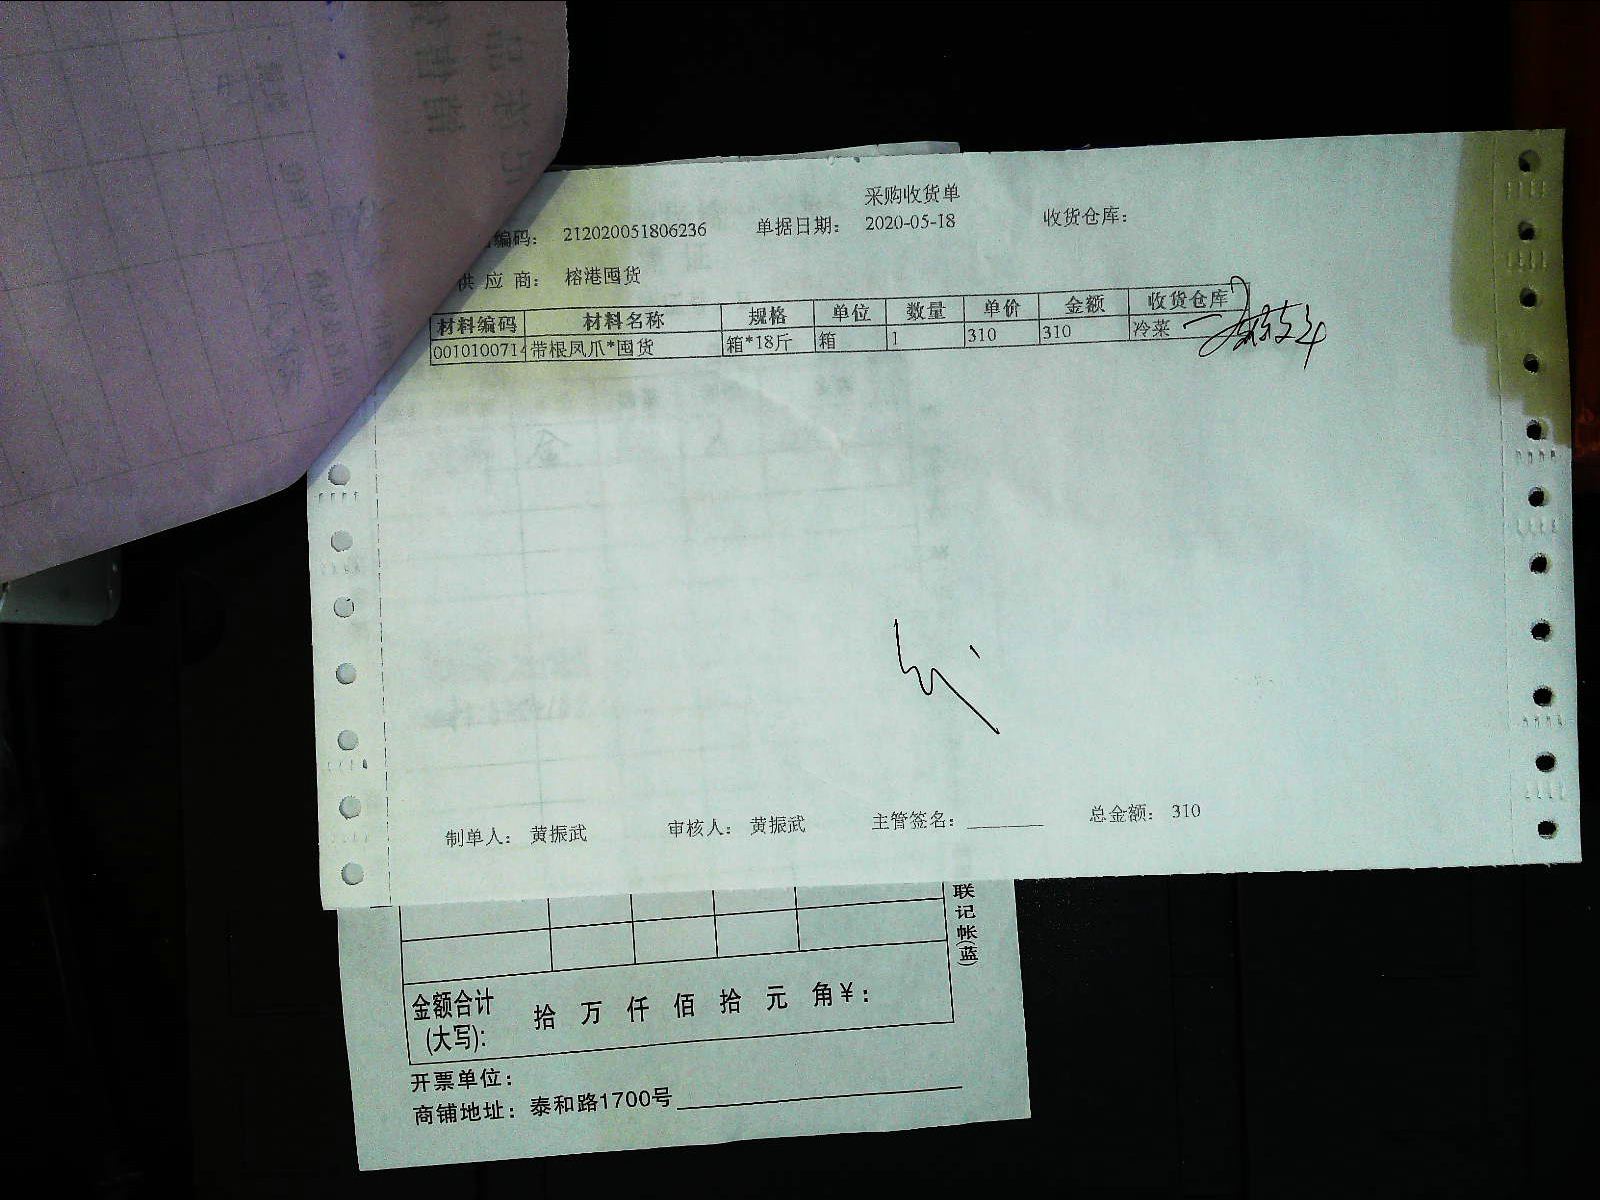 采购收货单
编码： 212020051806236 单据日期： 2020-05-18 收货仓库：
供 应 商： 榕港囤货
材料编码 材料名称 规格 单位 数量 单价 金额 收货仓库
0010100714 带根凤爪*囤货 箱*18斤 箱 1 310 310 冷菜
制单人： 黄振武 审核人： 黄振武 主管签名：________ 总金额： 310
联记帐(蓝)
金额合计
(大写): 拾 万 仟 佰 拾 元 角¥：
开票单位：
商铺地址：泰和路1700号